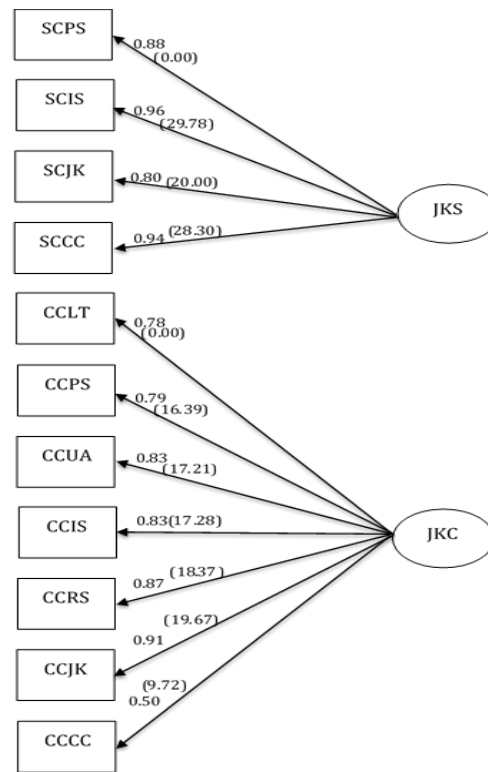 SCPS
0.88
(0.00)
SCIS
0.96
(29.78)
SCJK
0.80 (20.00)
JKS
SCCC
0.94 (28.30)
CCLT
0.78
(0.00)
CCPS
0.79
(16.39)
CCUA
0.83
(17.21)
CCIS
0.83(17.28)
JKC
CCRS
(18.37)
0.87
CCJK
(19.67)
0.91
(9.72)
0.50
CCCC